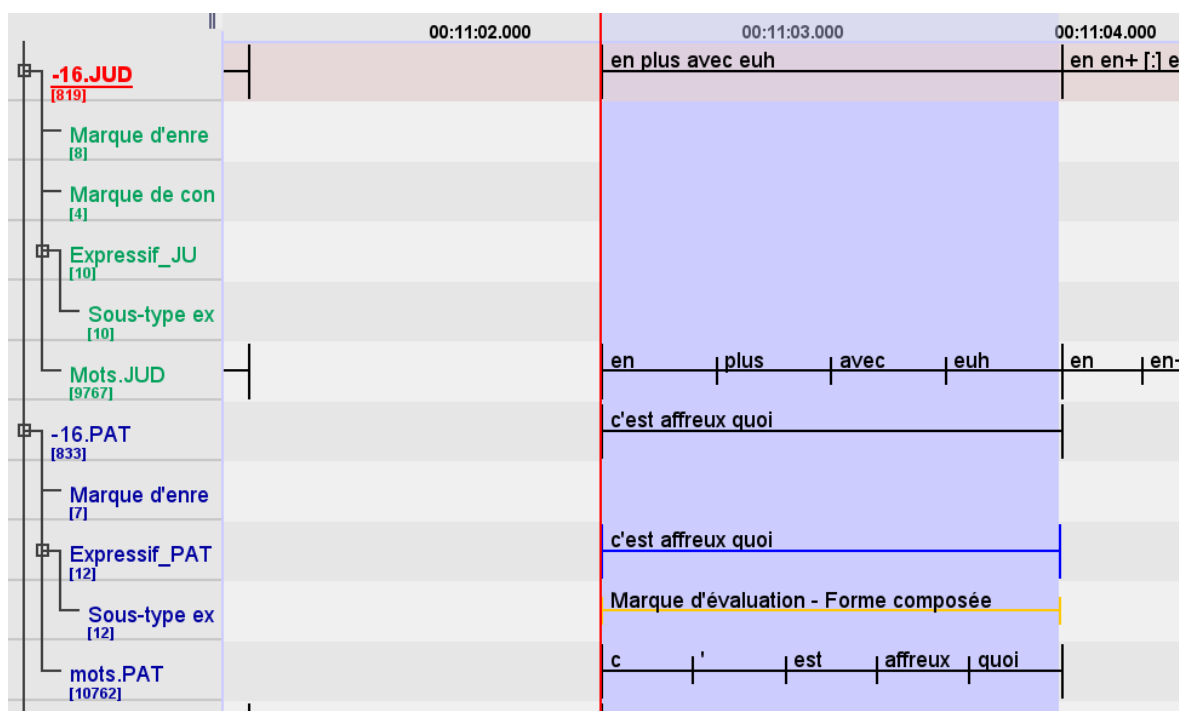 00:11:02.000 00:11:03.000 00:11:04.000
-16.JUD en plus avec euh en en+ [:] e
[819]
Marque d'enre
[8]
Marque de con
[4]
Expressif_JU
[10]
Sous-type ex
[10]
Mots.JUD en plus avec euh en en+
[9767]
-16.PAT c'est affreux quoi
[833]
Marque d'enre
[7]
Expressif_PAT c'est affreux quoi
[12]
Sous-type ex Marque d'évaluation - Forme composée
[12]
mots.PAT c ' est affreux quoi
[10762]